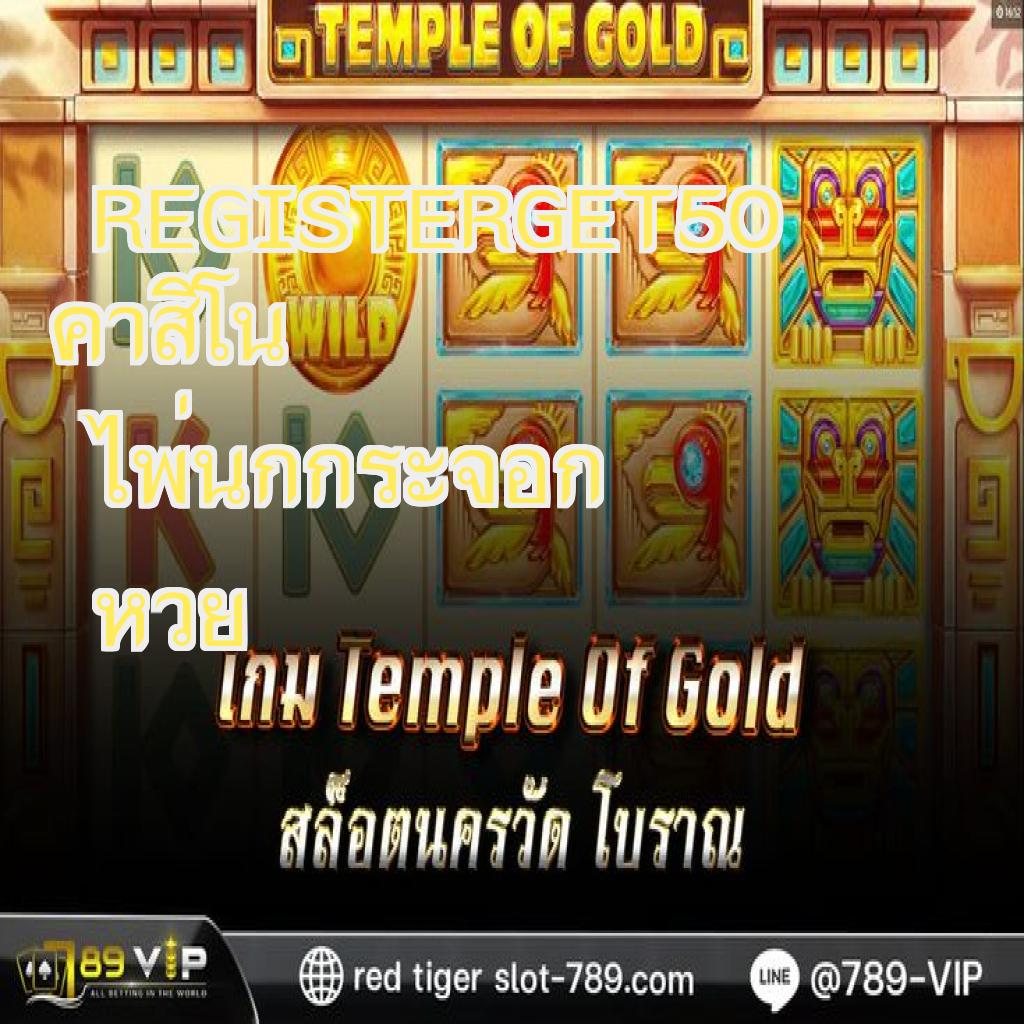 TEMPLE OF GOLD
REGISTERGET50
คาสิโน
WILD
ไพ่นกกระจอก
หวย
เกม Temple Of Gold
สล็อตนครวัด โบราณ
789 VIP
ALL BETTING IN THE WORLD
red tiger slot-789.com
LINE @789-VIP